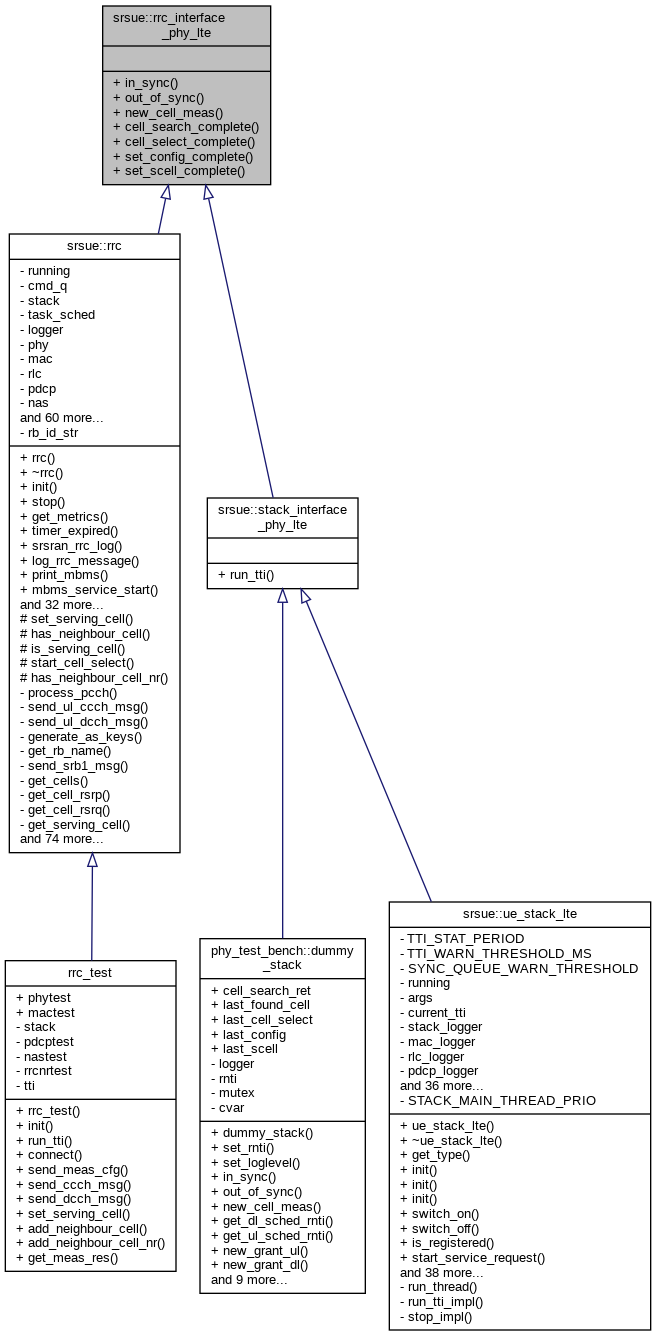 srsue::rrc_interface
_phy_lte
+ in_sync()
+ out_of_sync()
+ new_cell_meas()
+ cell_search_complete()
+ cell_select_complete()
+ set_config_complete()
+ set_scell_complete()
srsue::rrc
- running
- cmd_q
- stack
- task_sched
- logger
- phy
- mac
- rlc
- pdcp
- nas
and 60 more...
- rb_id_str
+ rrc()
+ ~rrc()
+ init()
+ stop()
+ get_metrics()
+ timer_expired()
+ srsran_rrc_log()
+ log_rrc_message()
+ print_mbms()
+ mbms_service_start()
and 32 more...
# set_serving_cell()
# has_neighbour_cell()
# is_serving_cell()
# start_cell_select()
# has_neighbour_cell_nr()
- process_pcch()
- send_ul_ccch_msg()
- send_ul_dcch_msg()
- generate_as_keys()
- get_rb_name()
- send_srb1_msg()
- get_cells()
- get_cell_rsrp()
- get_cell_rsrq()
- get_serving_cell()
and 74 more...
srsue::stack_interface
_phy_lte
+ run_tti()
rrc_test
+ phytest
+ mactest
- stack
- pdcptest
- nastest
- rrcnrtest
- tti
+ rrc_test()
+ init()
+ run_tti()
+ connect()
+ send_meas_cfg()
+ send_ccch_msg()
+ send_dcch_msg()
+ set_serving_cell()
+ add_neighbour_cell()
+ add_neighbour_cell_nr()
+ get_meas_res()
phy_test_bench::dummy
_stack
+ cell_search_ret
+ last_found_cell
+ last_cell_select
+ last_config
+ last_scell
- logger
- rnti
- mutex
- cvar
+ dummy_stack()
+ set_rnti()
+ set_loglevel()
+ in_sync()
+ out_of_sync()
+ new_cell_meas()
+ get_dl_sched_rnti()
+ get_ul_sched_rnti()
+ new_grant_ul()
+ new_grant_dl()
and 9 more...
srsue::ue_stack_lte
- TTI_STAT_PERIOD
- TTI_WARN_THRESHOLD_MS
- SYNC_QUEUE_WARN_THRESHOLD
- running
- args
- current_tti
- stack_logger
- mac_logger
- rlc_logger
- pdcp_logger
and 36 more...
- STACK_MAIN_THREAD_PRIO
+ ue_stack_lte()
+ ~ue_stack_lte()
+ get_type()
+ init()
+ init()
+ init()
+ switch_on()
+ switch_off()
+ is_registered()
+ start_service_request()
and 38 more...
- run_thread()
- run_tti_impl()
- stop_impl()